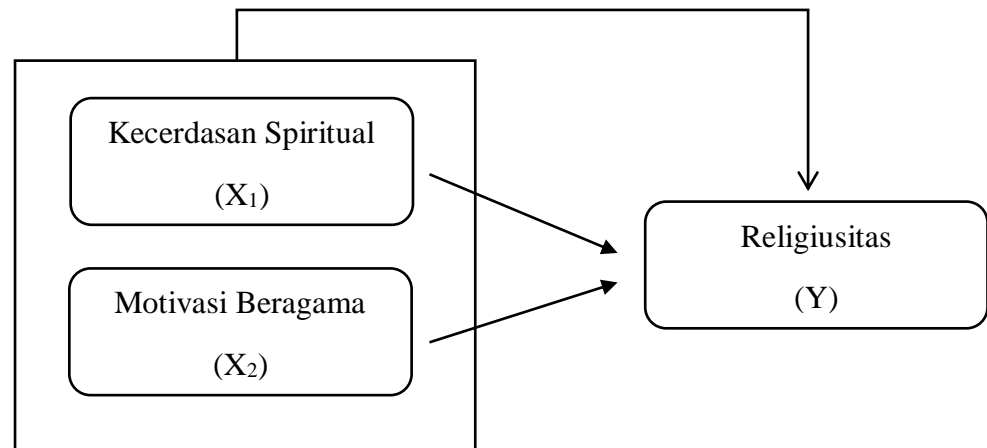 Kecerdasan Spiritual
(X₁)
Motivasi Beragama
(X₂)
Religiusitas
(Y)